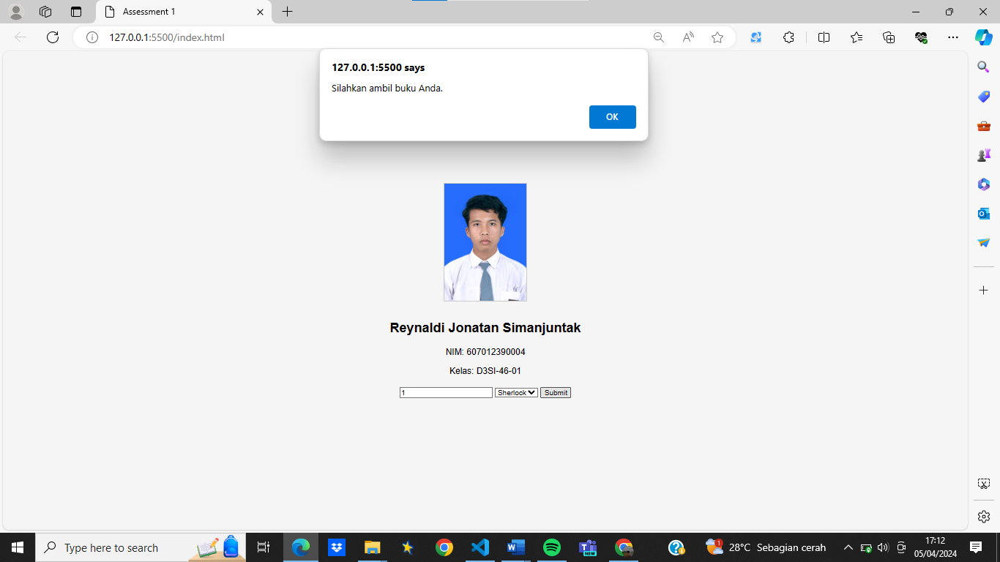 Assessment 1
127.0.0.1:5500/index.html
127.0.0.1:5500 says
Silahkan ambil buku Anda.
OK
Reynaldi Jonatan Simanjuntak
NIM: 607012390004
Kelas: D3SI-46-01
1 Sherlock Submit
Type here to search
NEW
1
28°C Sebagian cerah
17:12
05/04/2024